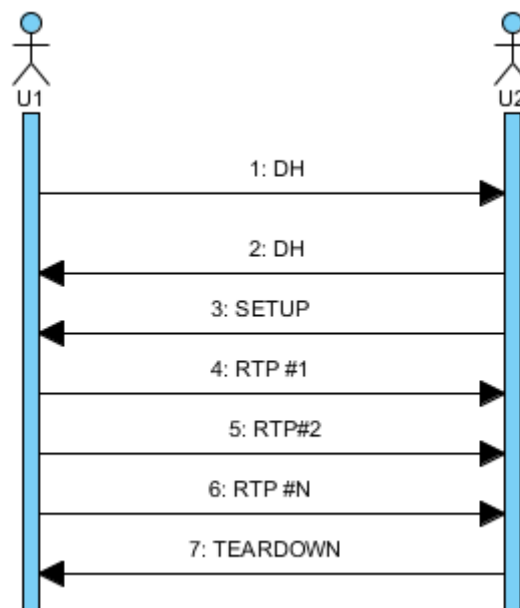 U1
U2
1: DH
2: DH
3: SETUP
4: RTP #1
5: RTP#2
6: RTP #N
7: TEARDOWN